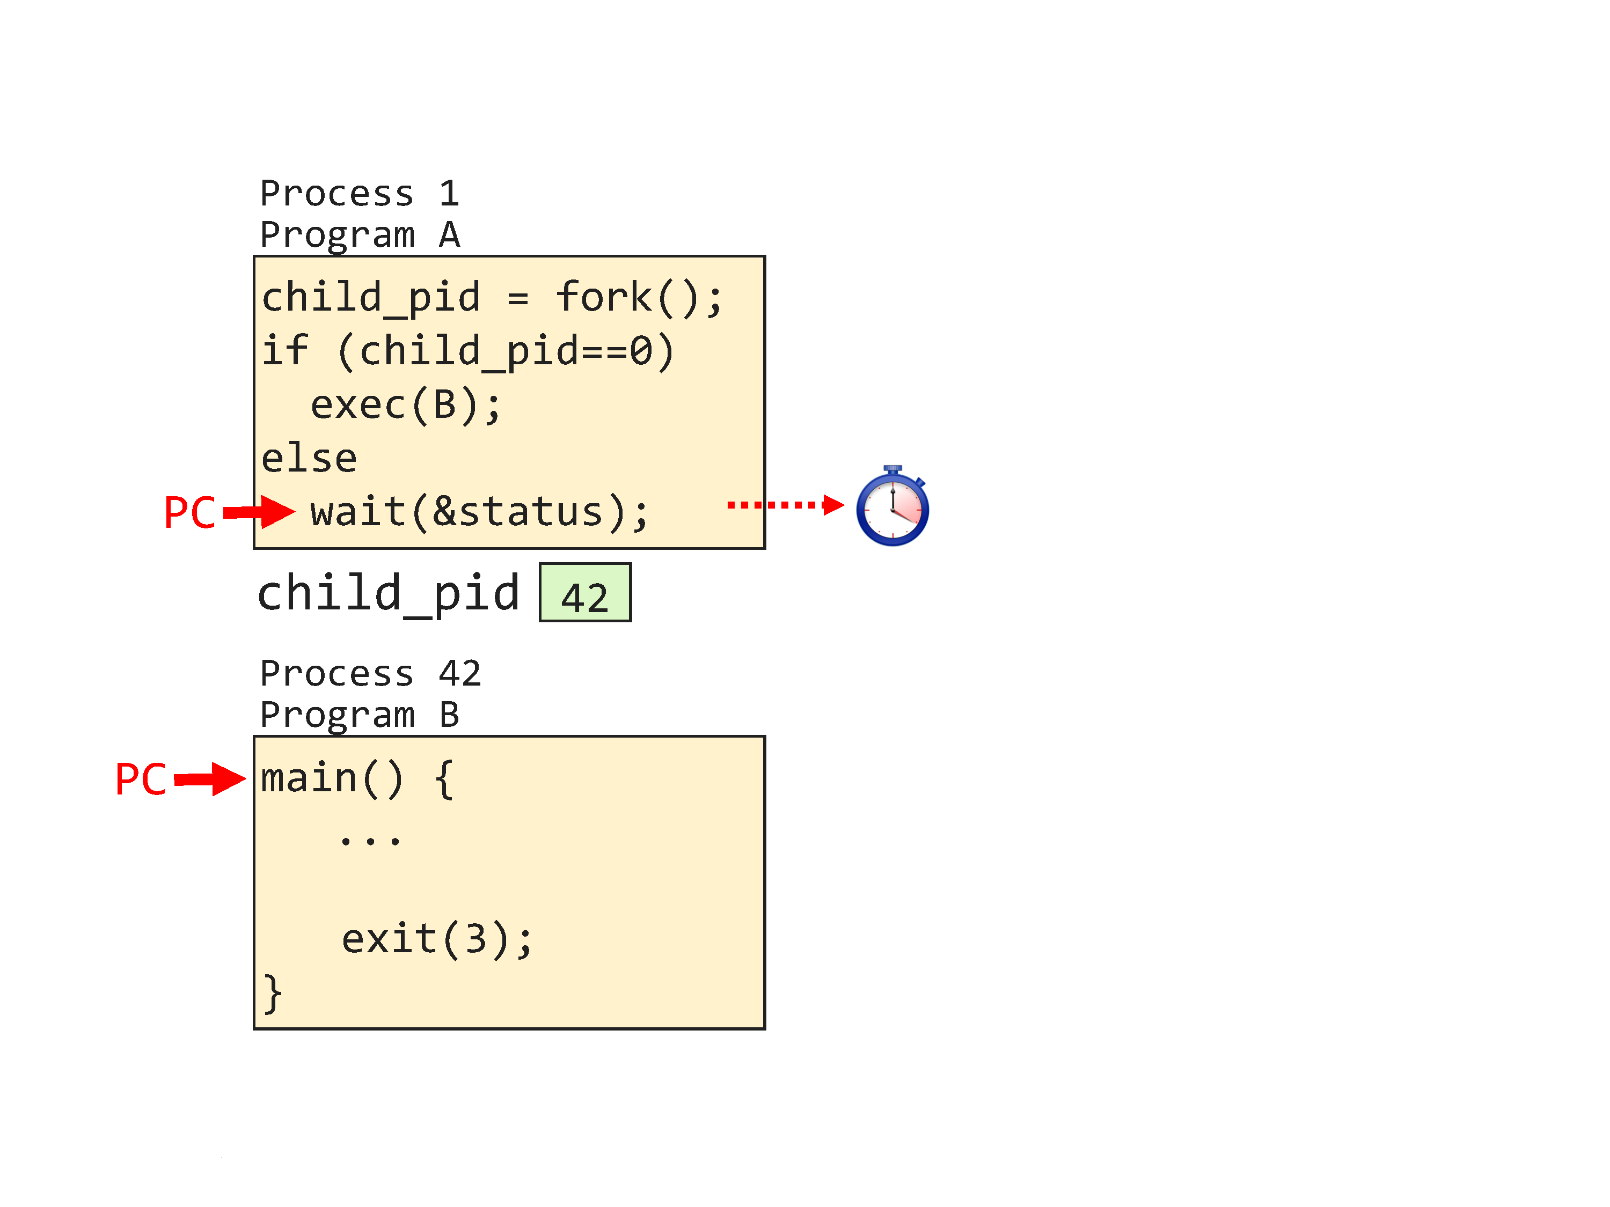 Process 1
Program A
child_pid = fork();
if (child_pid==0)
exec(B);
else
PC wait(&status);
child_pid 42
Process 42
Program B
PC main() {
...
exit(3);
}